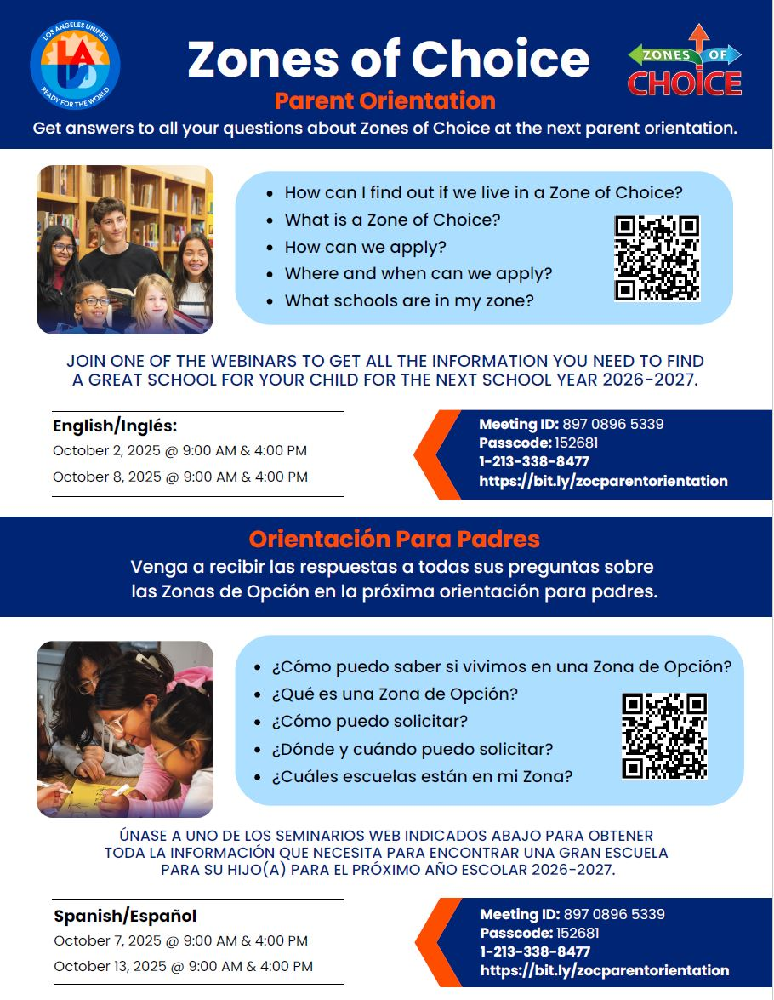 LOS ANGELES UNIFIED
LAUSD
READY FOR THE WORLD
Zones of Choice
ZONES OF
CHOICE
Parent Orientation
Get answers to all your questions about Zones of Choice at the next parent orientation.
• How can I find out if we live in a Zone of Choice?
• What is a Zone of Choice?
• How can we apply?
• Where and when can we apply?
• What schools are in my zone?
JOIN ONE OF THE WEBINARS TO GET ALL THE INFORMATION YOU NEED TO FIND
A GREAT SCHOOL FOR YOUR CHILD FOR THE NEXT SCHOOL YEAR 2026-2027.
English/Inglés:
October 2, 2025 @ 9:00 AM & 4:00 PM
October 8, 2025 @ 9:00 AM & 4:00 PM
Meeting ID: 897 0896 5339
Passcode: 152681
1-213-338-8477
https://bit.ly/zocparentorientation
Orientación Para Padres
Venga a recibir las respuestas a todas sus preguntas sobre
las Zonas de Opción en la próxima orientación para padres.
• ¿Cómo puedo saber si vivimos en una Zona de Opción?
• ¿Qué es una Zona de Opción?
• ¿Cómo puedo solicitar?
• ¿Dónde y cuándo puedo solicitar?
• ¿Cuáles escuelas están en mi Zona?
ÚNASE A UNO DE LOS SEMINARIOS WEB INDICADOS ABAJO PARA OBTENER
TODA LA INFORMACIÓN QUE NECESITA PARA ENCONTRAR UNA GRAN ESCUELA
PARA SU HIJO(A) PARA EL PRÓXIMO AÑO ESCOLAR 2026-2027.
Spanish/Español
October 7, 2025 @ 9:00 AM & 4:00 PM
October 13, 2025 @ 9:00 AM & 4:00 PM
Meeting ID: 897 0896 5339
Passcode: 152681
1-213-338-8477
https://bit.ly/zocparentorientation